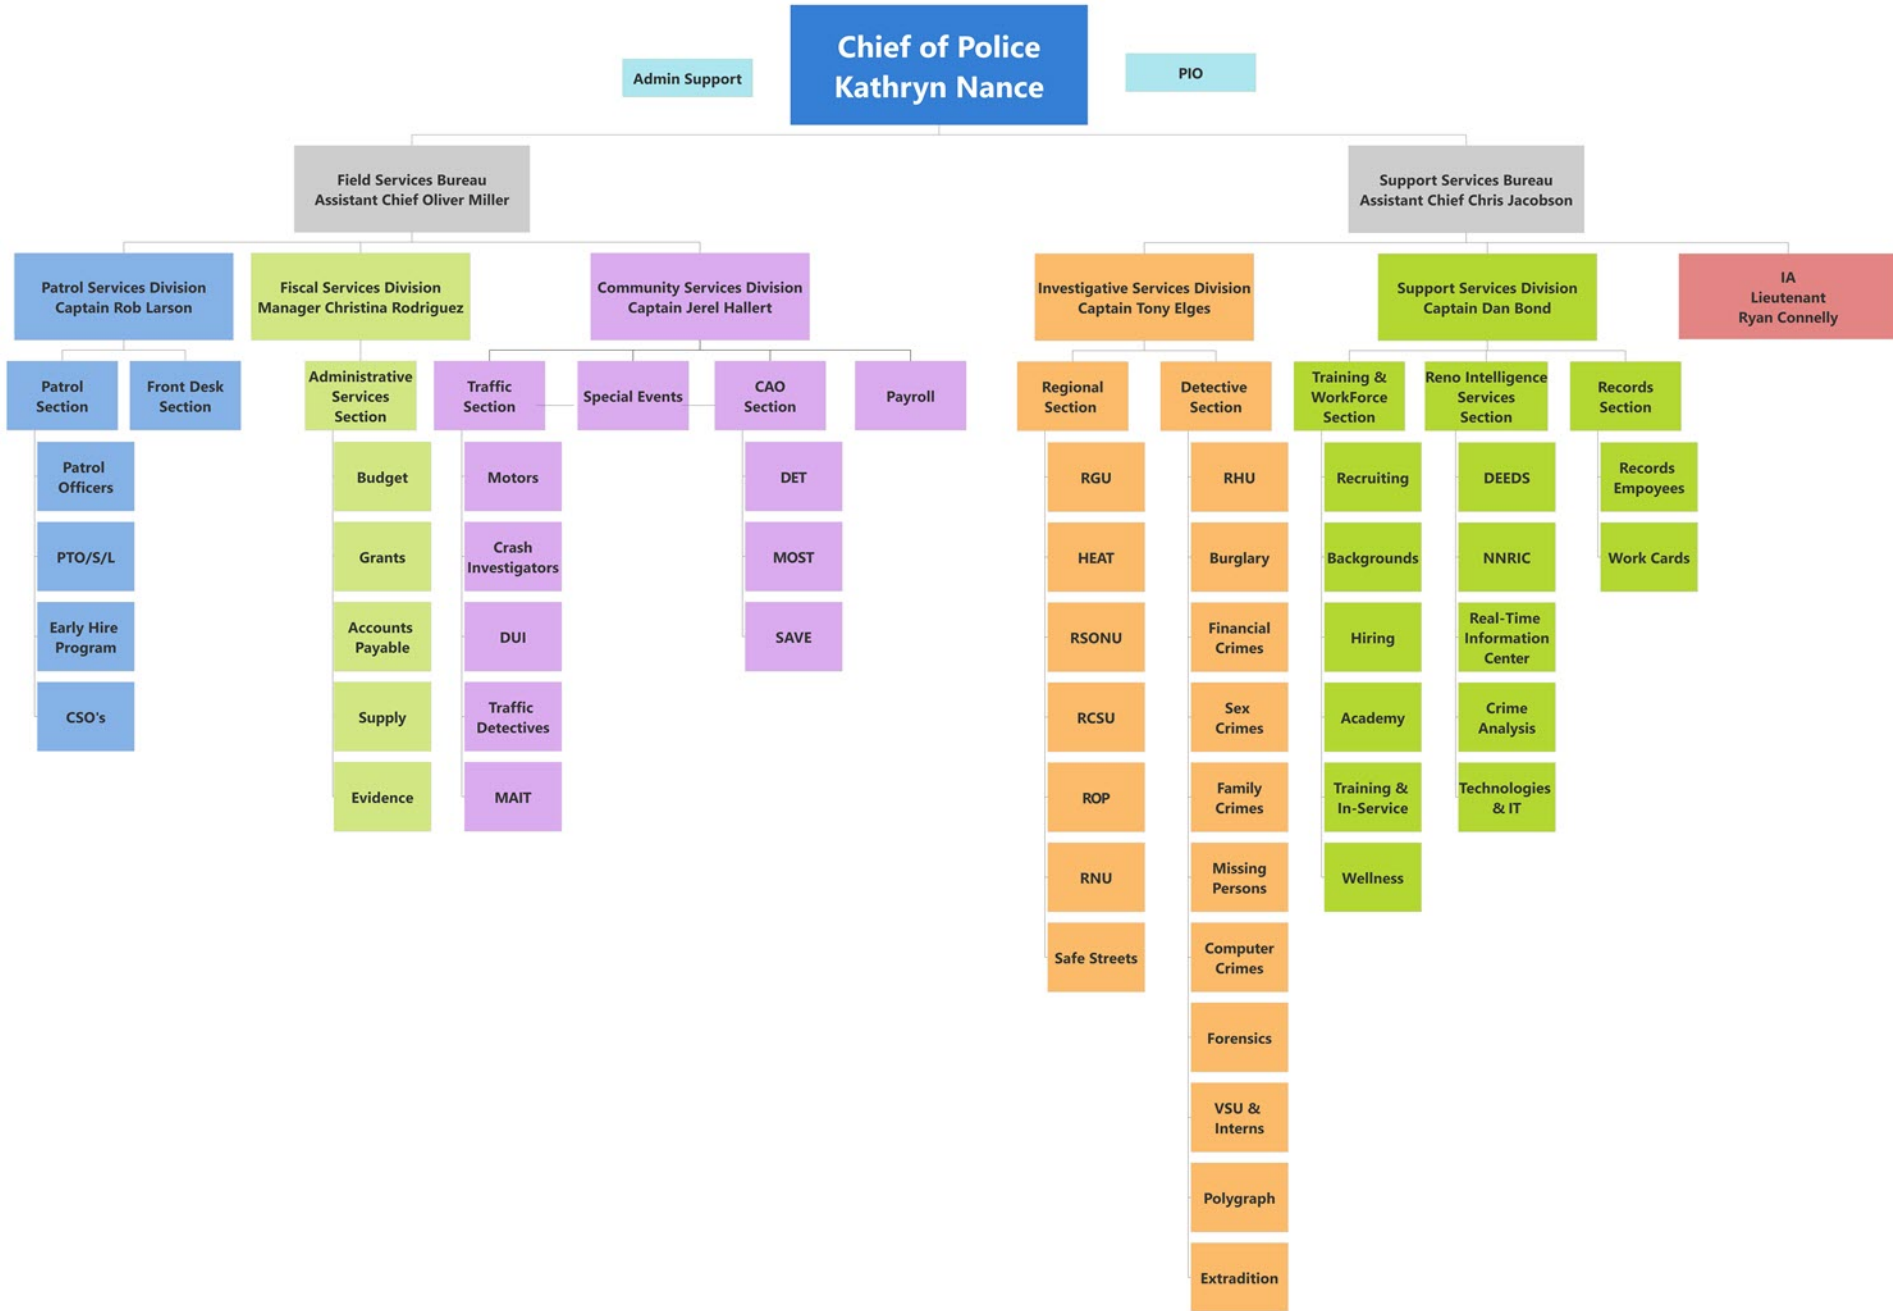 Chief of Police
Kathryn Nance
Admin Support
PIO
Field Services Bureau
Assistant Chief Oliver Miller
Support Services Bureau
Assistant Chief Chris Jacobson
Patrol Services Division
Captain Rob Larson
Fiscal Services Division
Manager Christina Rodriguez
Community Services Division
Captain Jerel Hallert
Investigative Services Division
Captain Tony Elges
Support Services Division
Captain Dan Bond
IA
Lieutenant
Ryan Connelly
Patrol
Section
Front Desk
Section
Administrative
Services
Section
Traffic
Section
Special Events
CAO
Section
Payroll
Regional
Section
Detective
Section
Training &
WorkForce
Section
Reno Intelligence
Services
Section
Records
Section
Patrol
Officers
PTO/S/L
Early Hire
Program
CSO's
Budget
Grants
Accounts
Payable
Supply
Evidence
Motors
Crash
Investigators
DUI
Traffic
Detectives
MAIT
DET
MOST
SAVE
RGU
HEAT
RSONU
RCSU
ROP
RNU
Safe Streets
RHU
Burglary
Financial
Crimes
Sex
Crimes
Family
Crimes
Missing
Persons
Computer
Crimes
Forensics
VSU &
Interns
Polygraph
Extradition
Recruiting
Backgrounds
Hiring
Academy
Training &
In-Service
Wellness
DEEDS
NNRIC
Real-Time
Information
Center
Crime
Analysis
Technologies
& IT
Records
Empoyees
Work Cards